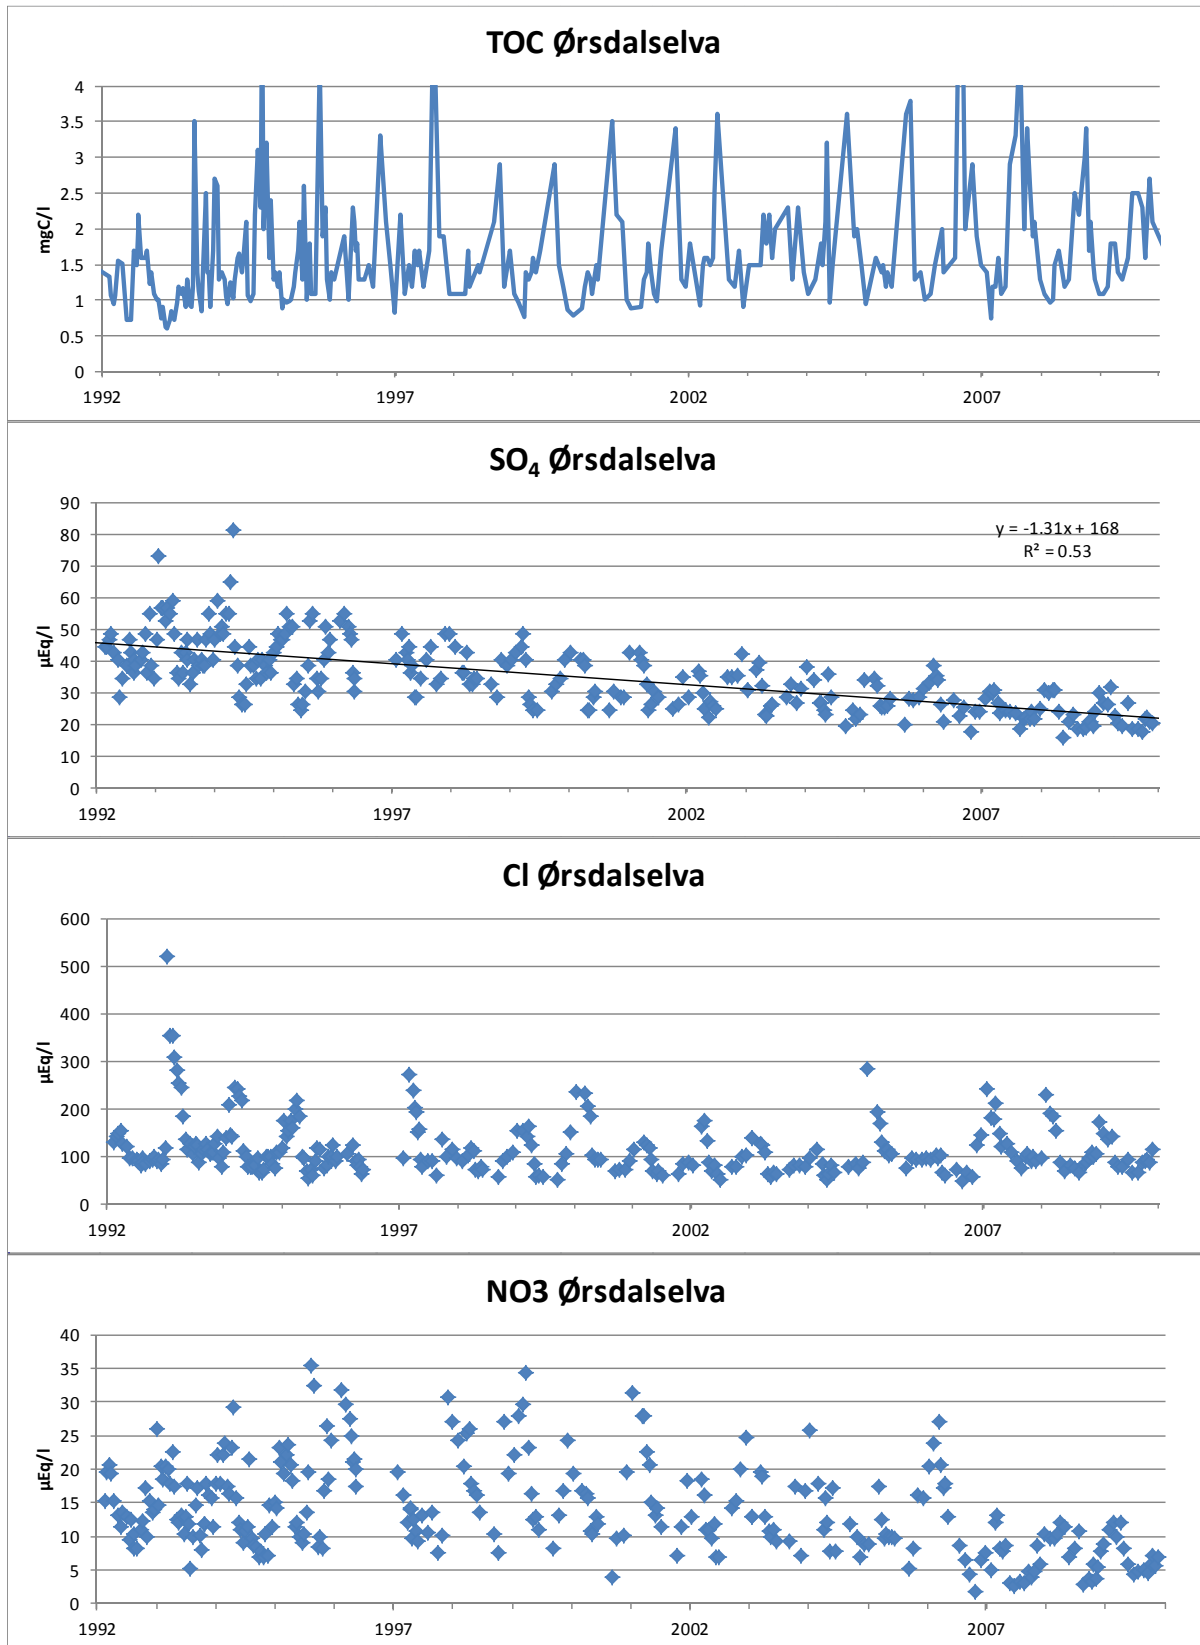 TOC Ørsdalselva
4
3.5
3
2.5
2
1.5
1
0.5
0
mgC/l
1992 1997 2002 2007
SO4 Ørsdalselva
90
80
70
60
50
40
30
20
10
0
µEq/l
y = -1.31x + 168
R² = 0.53
1992 1997 2002 2007
Cl Ørsdalselva
600
500
400
300
200
100
0
µEq/l
1992 1997 2002 2007
NO3 Ørsdalselva
40
35
30
25
20
15
10
5
0
µEq/l
1992 1997 2002 2007